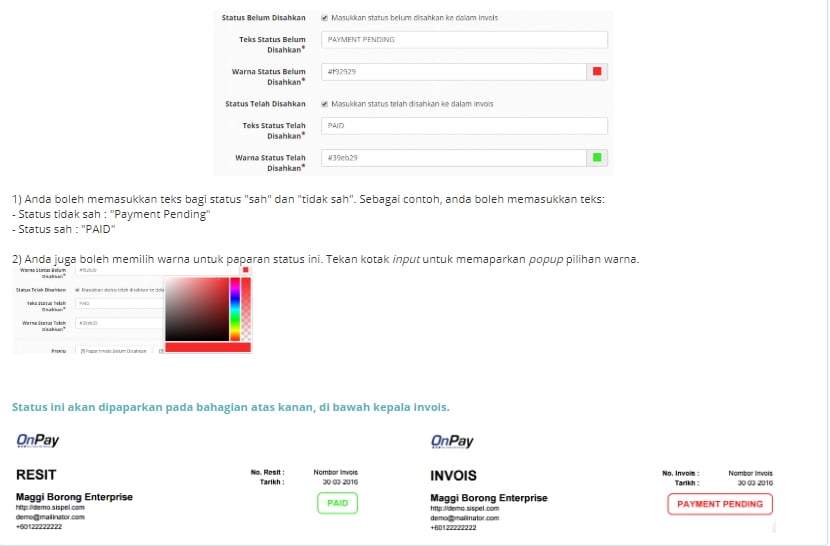 Status Belum Disahkan Masukkan status belum disahkan ke dalam invois
Teks Status Belum Disahkan* PAYMENT PENDING
Warna Status Belum Disahkan* #f92929
Status Telah Disahkan Masukkan status telah disahkan ke dalam invois
Teks Status Telah Disahkan* PAID
Warna Status Telah Disahkan* #39eb29
1) Anda boleh memasukkan teks bagi status "sah" dan "tidak sah". Sebagai contoh, anda boleh memasukkan teks:
- Status tidak sah : "Payment Pending"
- Status sah : "PAID"
2) Anda juga boleh memilih warna untuk paparan status ini. Tekan kotak input untuk memaparkan popup pilihan warna.
Warna Status Belum Disahkan* #f92929
Status Telah Disahkan Masukkan status telah disahkan ke dala
Teks Status Telah Disahkan* PAID
Warna Status Telah Disahkan* #39eb29
Previu Papar Invois Belum Disahkan
Status ini akan dipaparkan pada bahagian atas kanan, di bawah kepala invois.
OnPay
RESIT
No. Resit : Nombor Invois
Tarikh : 30-03-2016
PAID
Maggi Borong Enterprise
http://demo.sispel.com
demo@mailinator.com
+60122222222
OnPay
INVOIS
No. Invois : Nombor Invois
Tarikh : 30-03-2016
PAYMENT PENDING
Maggi Borong Enterprise
http://demo.sispel.com
demo@mailinator.com
+60122222222